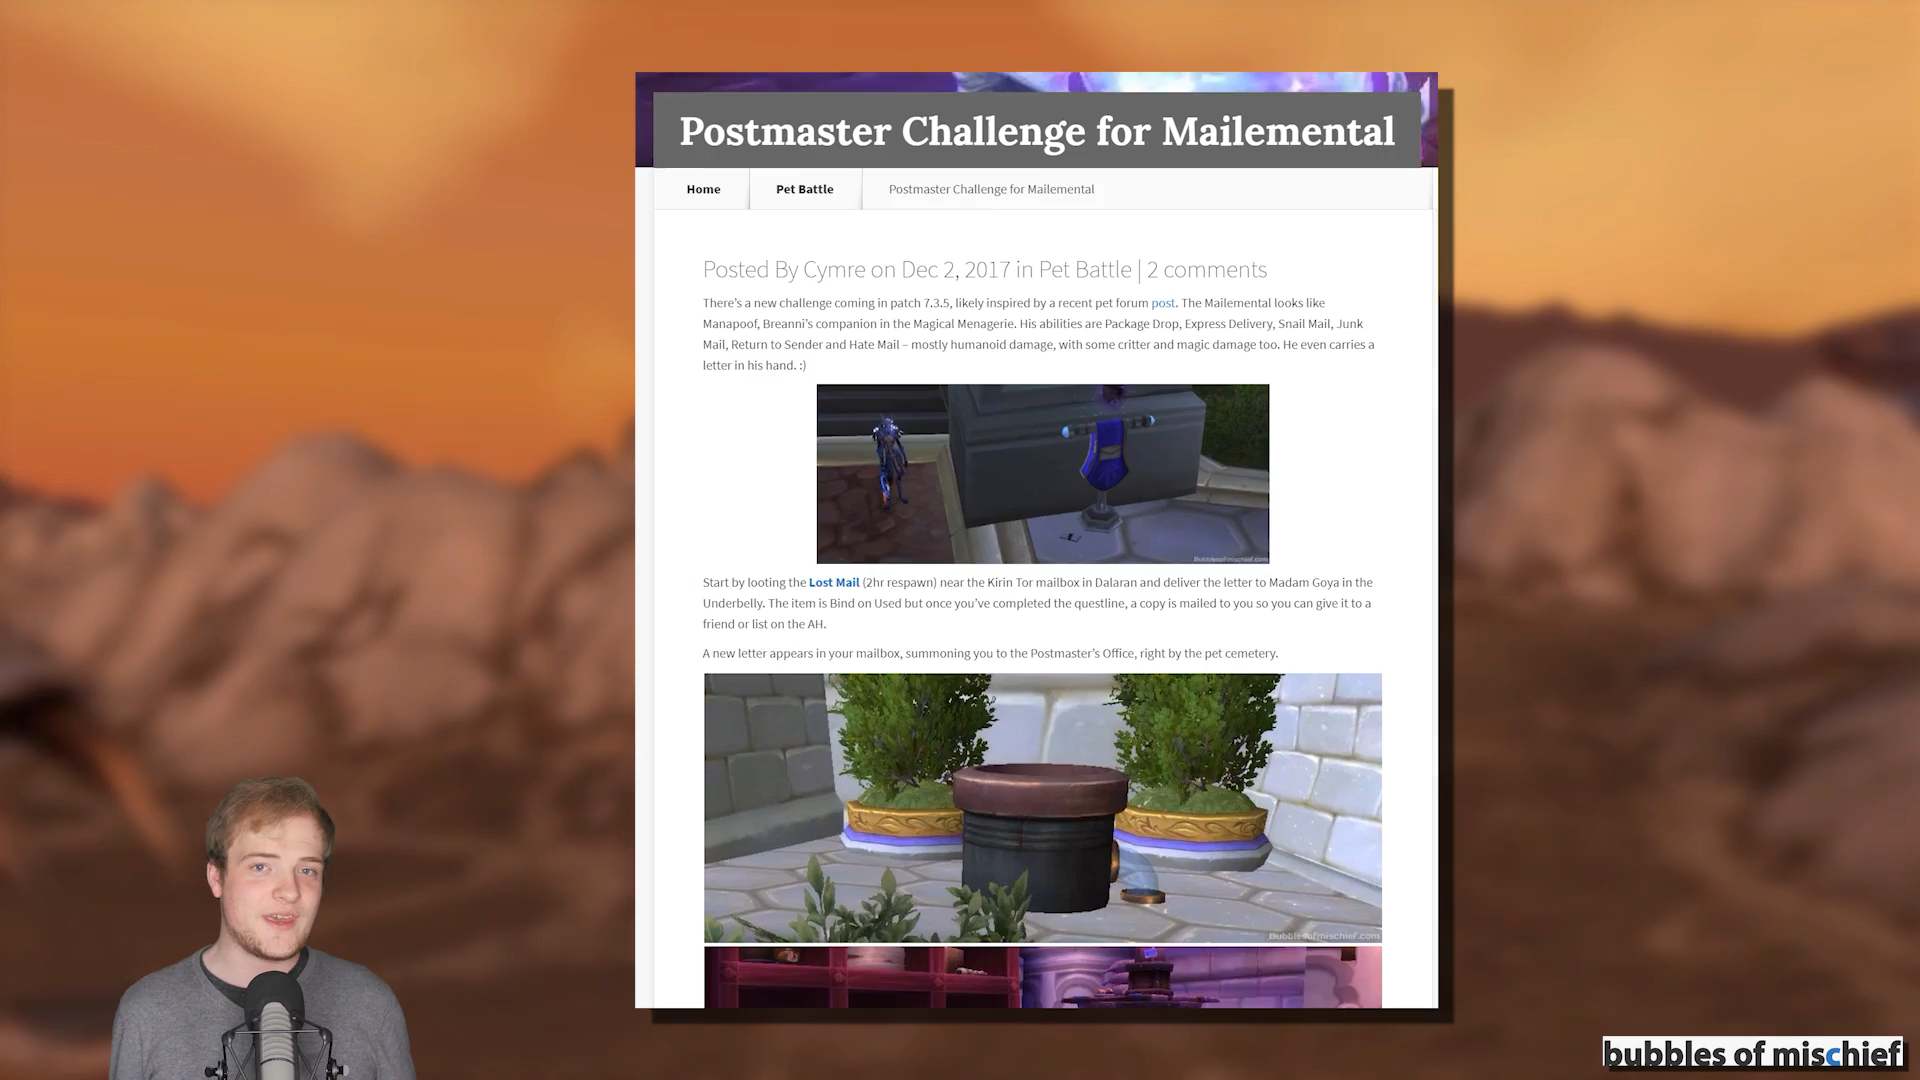 Postmaster Challenge for Mailemental
Home
Pet Battle
Postmaster Challenge for Mailemental
Posted By Cymre on Dec 2, 2017 in Pet Battle | 2 comments
There's a new challenge coming in patch 7.3.5, likely inspired by a recent pet forum post. The Mailemental looks like
Manapoof, Breanni's companion in the Magical Menagerie. His abilities are Package Drop, Express Delivery, Snail Mail, Junk
Mail, Return to Sender and Hate Mail – mostly humanoid damage, with some critter and magic damage too. He even carries a
letter in his hand. :)
Bubblesofmischief.com
Start by looting the Lost Mail (2hr respawn) near the Kirin Tor mailbox in Dalaran and deliver the letter to Madam Goya in the
Underbelly. The item is Bind on Used but once you've completed the questline, a copy is mailed to you so you can give it to a
friend or list on the AH.
A new letter appears in your mailbox, summoning you to the Postmaster's Office, right by the pet cemetery.
Bubblesofmischief.com
bubbles of mischief